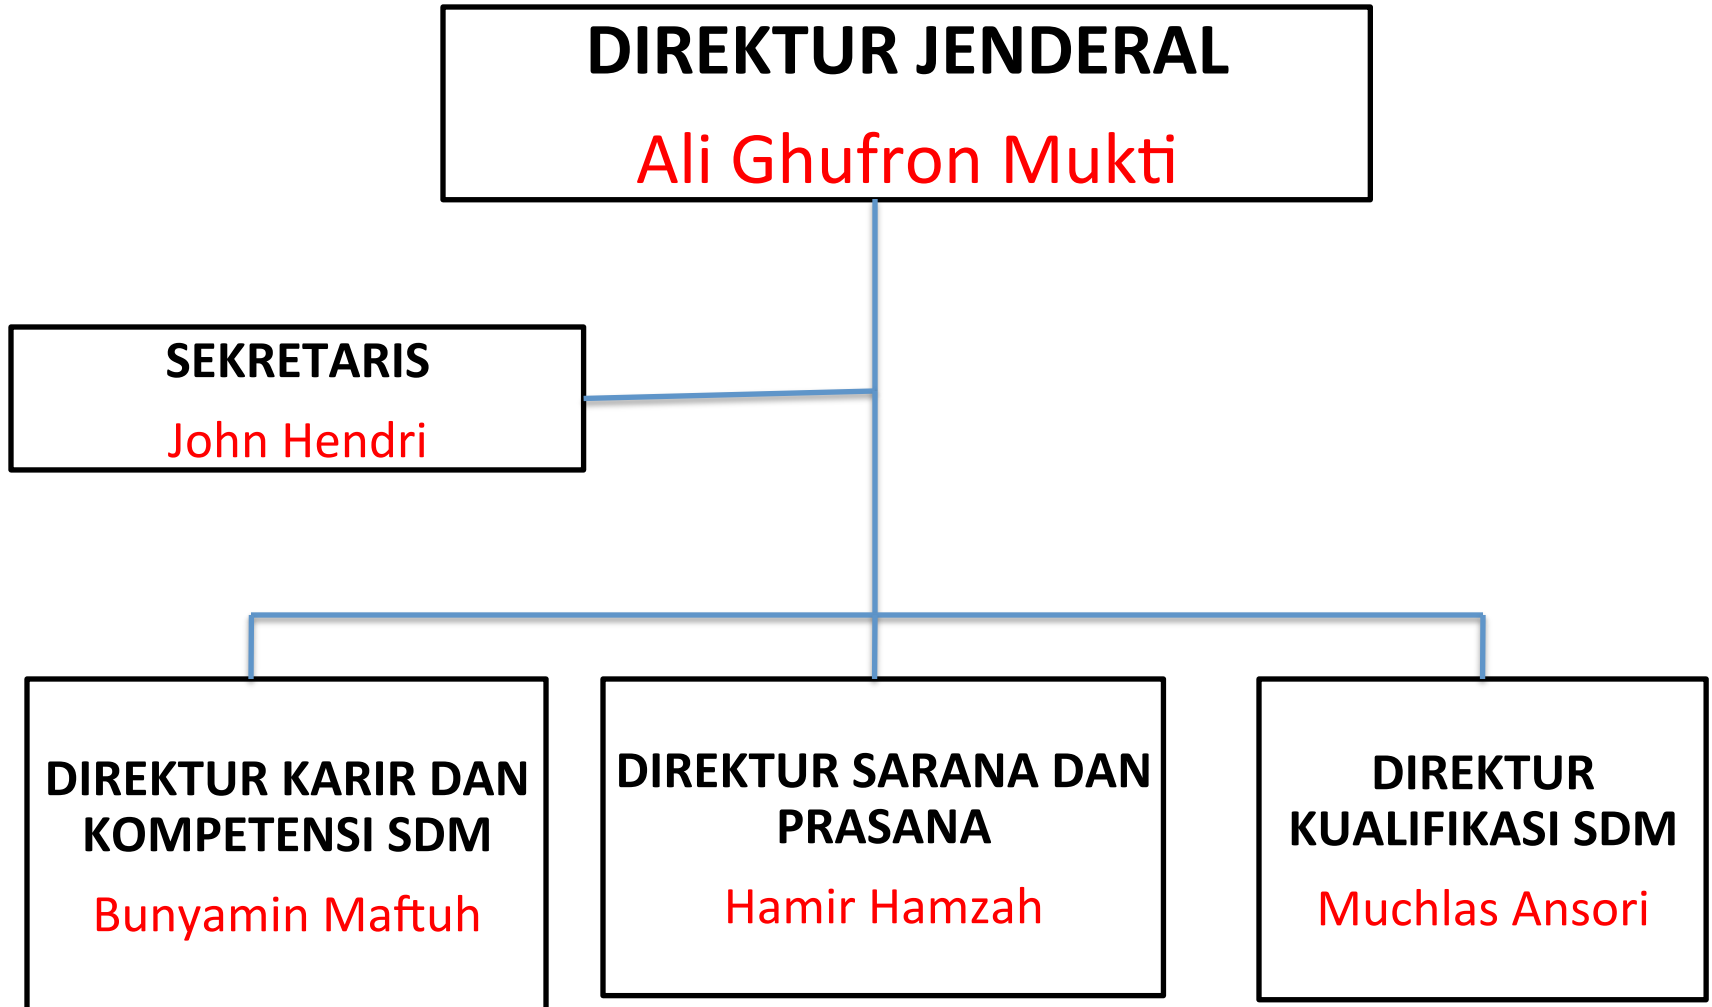 DIREKTUR JENDERAL
Ali Ghufron Mukti
SEKRETARIS
John Hendri
DIREKTUR KARIR DAN
KOMPETENSI SDM
Bunyamin Maftuh
DIREKTUR SARANA DAN
PRASANA
Hamir Hamzah
DIREKTUR
KUALIFIKASI SDM
Muchlas Ansori